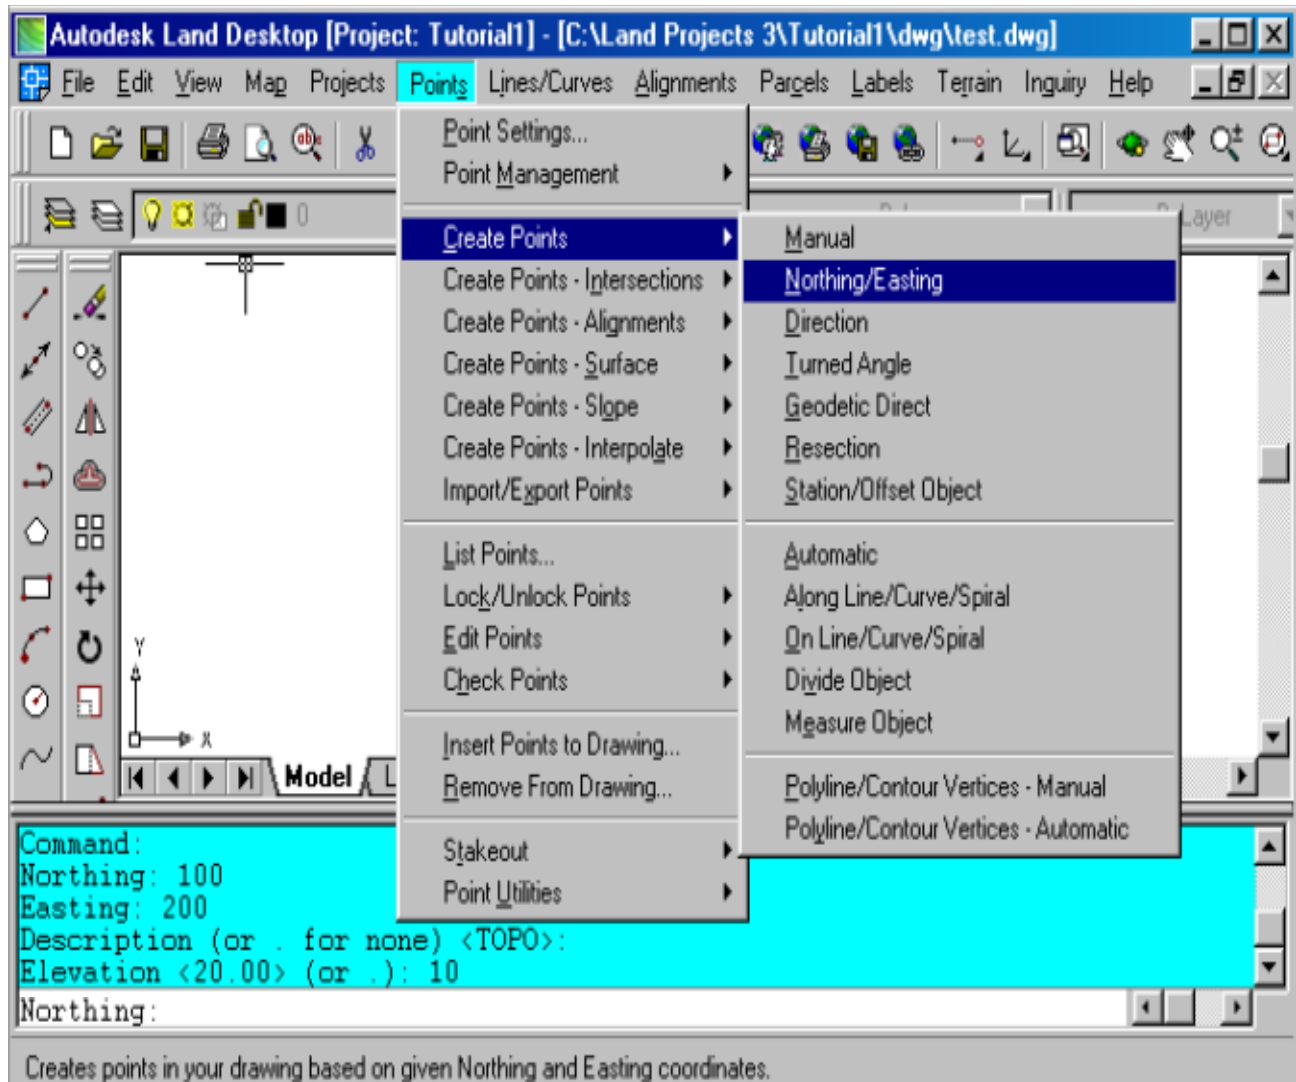 Autodesk Land Desktop [Project: Tutorial1] - [C:\Land Projects 3\Tutorial1\dwg\test.dwg]
File Edit View Map Projects Points Lines/Curves Alignments Parcels Labels Terrain Inguiry Help
Point Settings...
Point Management
0
Layer
Create Points
Create Points - Intersections
Create Points - Alignments
Create Points - Surface
Create Points - Slope
Create Points - Interpolate
Import/Export Points
List Points...
Lock/Unlock Points
Edit Points
Check Points
Insert Points to Drawing...
Remove From Drawing...
Stakeout
Point Utilities
Manual
Northing/Easting
Direction
Turned Angle
Geodetic Direct
Resection
Station/Offset Object
Automatic
Along Line/Curve/Spiral
On Line/Curve/Spiral
Divide Object
Measure Object
Polyline/Contour Vertices - Manual
Polyline/Contour Vertices - Automatic
Y
X
Model L
Command:
Northing: 100
Easting: 200
Description (or . for none) <TOPO>:
Elevation <20.00> (or .): 10
Northing:
Creates points in your drawing based on given Northing and Easting coordinates.